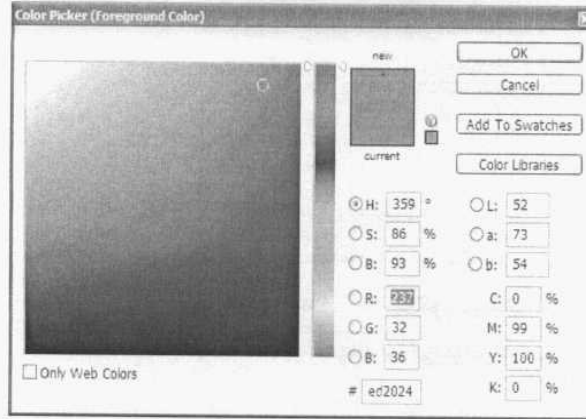 Color Picker (Foreground Color)
new
current
OK
Cancel
Add To Swatches
Color Libraries
H: 359 °
S: 86 %
B: 93 %
R: 237
G: 32
B: 36
# ed2024
L: 52
a: 73
b: 54
C: 0 %
M: 99 %
Y: 100 %
K: 0 %
Only Web Colors